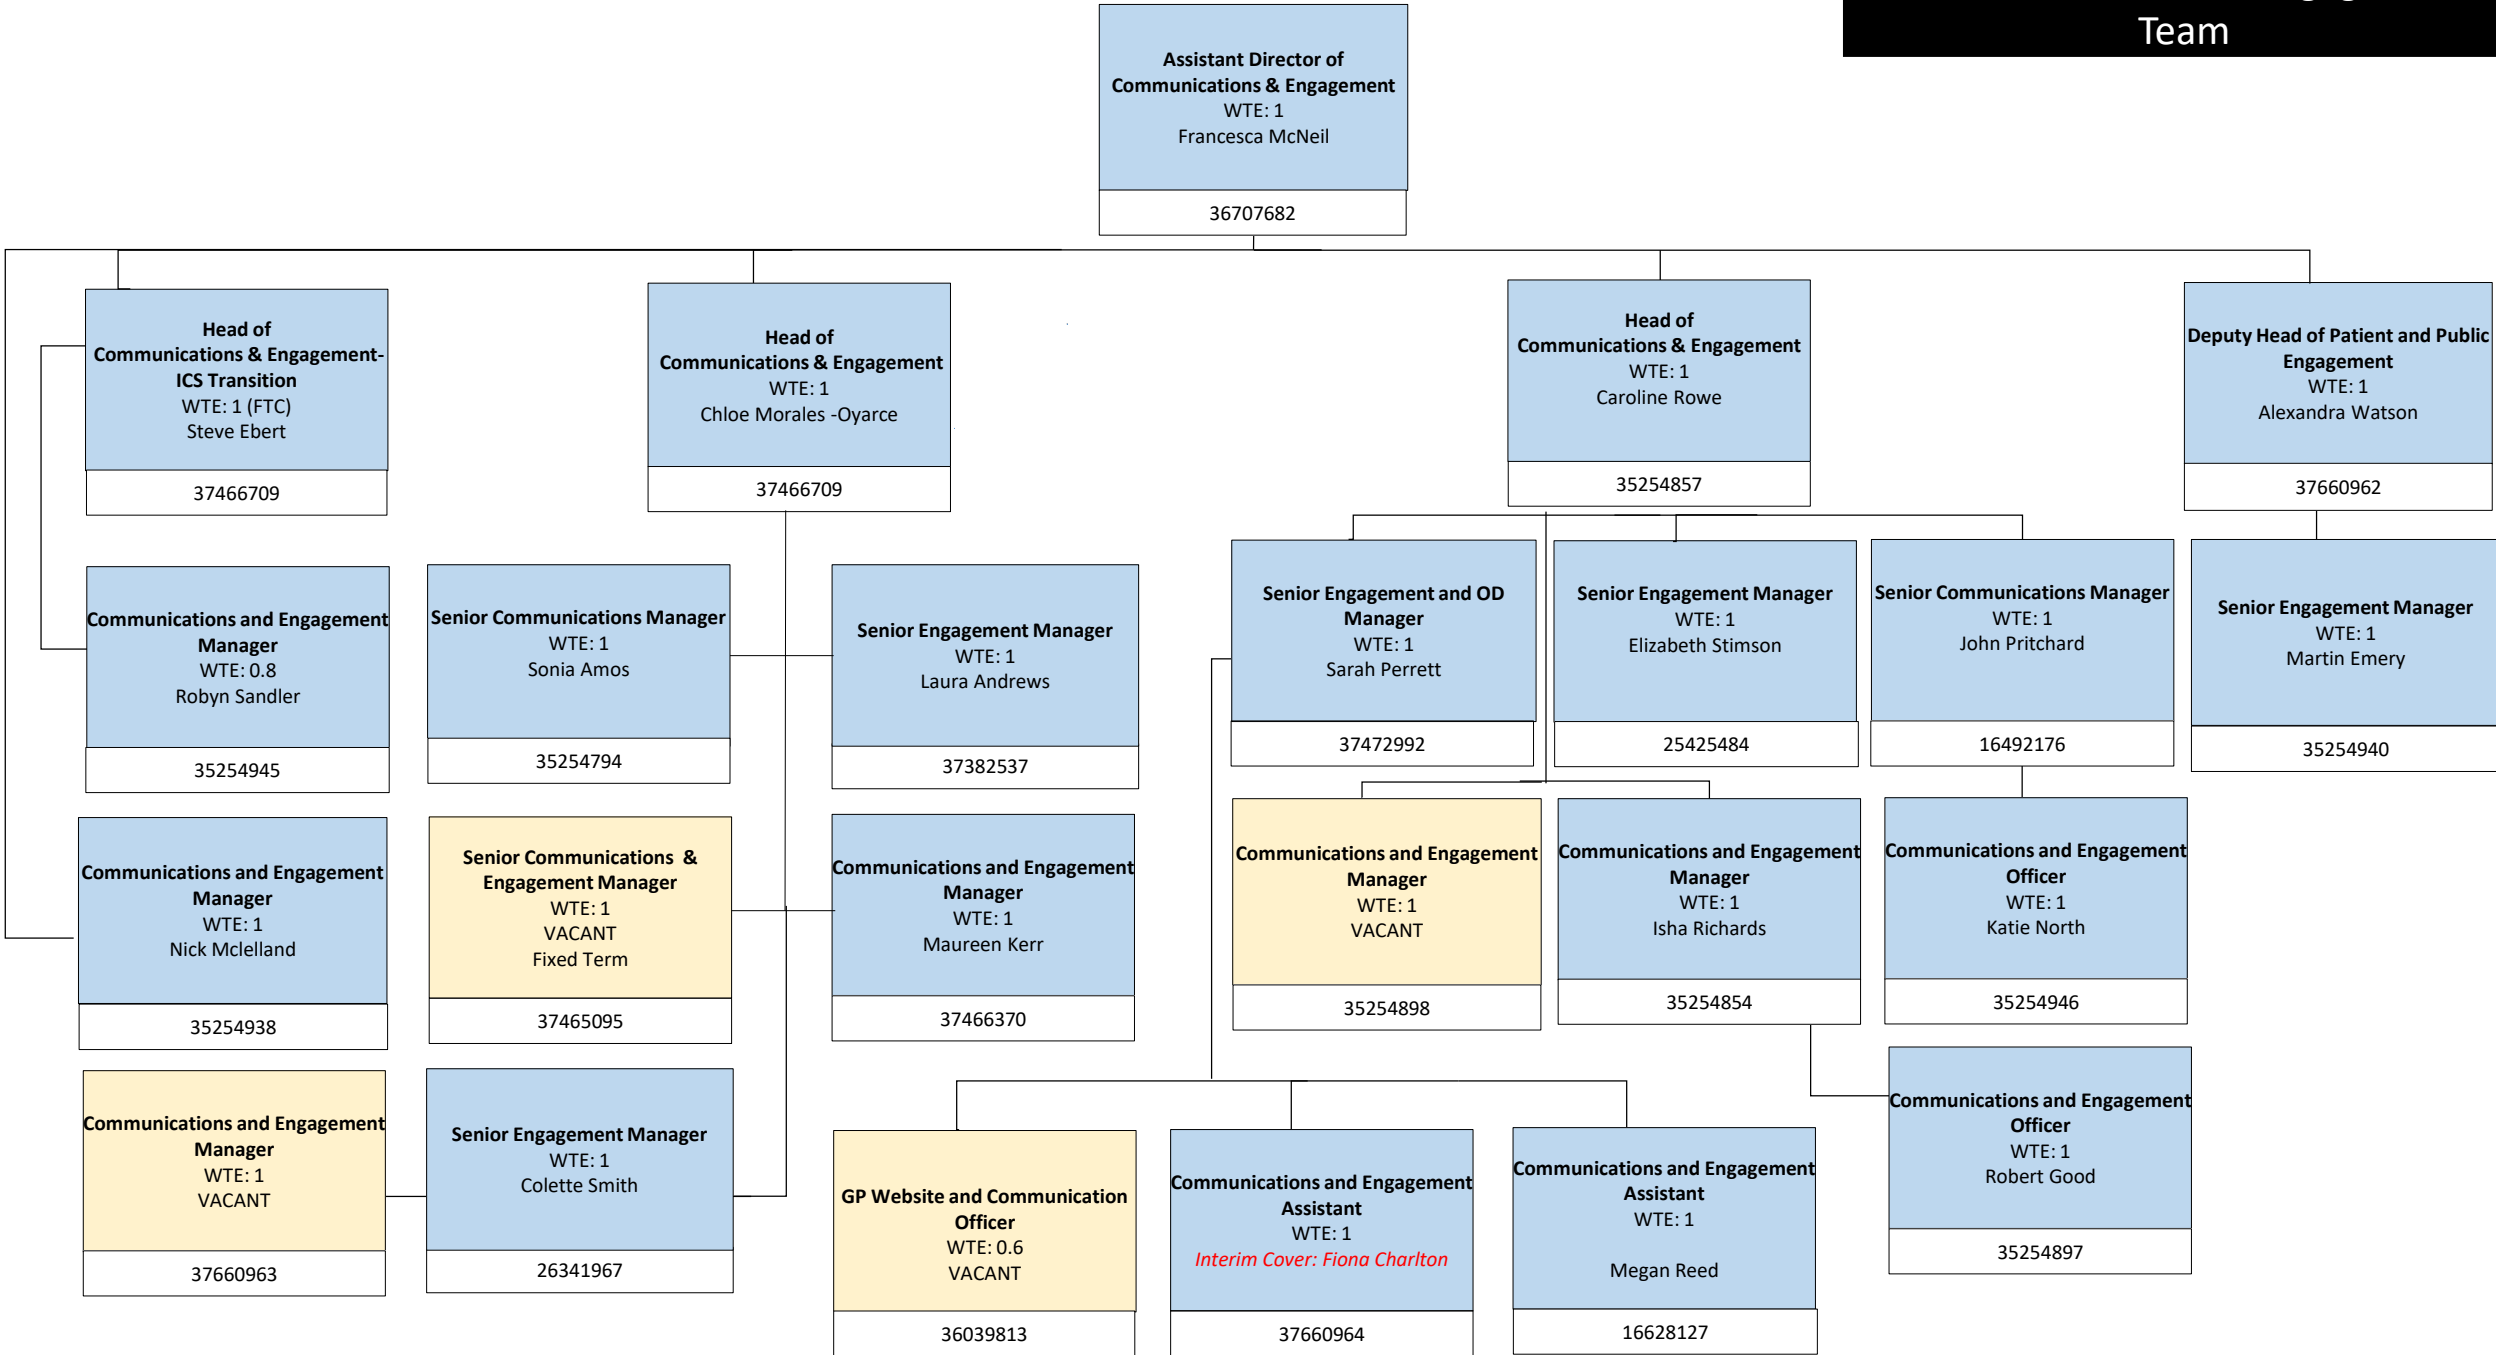 Team
Assistant Director of
Communications & Engagement
WTE: 1
Francesca McNeil
36707682
Head of
Communications & Engagement-
ICS Transition
WTE: 1 (FTC)
Steve Ebert
37466709
Head of
Communications & Engagement
WTE: 1
Chloe Morales -Oyarce
37466709
Head of
Communications & Engagement
WTE: 1
Caroline Rowe
35254857
Deputy Head of Patient and Public
Engagement
WTE: 1
Alexandra Watson
37660962
Communications and Engagement
Manager
WTE: 0.8
Robyn Sandler
35254945
Senior Communications Manager
WTE: 1
Sonia Amos
35254794
Senior Engagement Manager
WTE: 1
Laura Andrews
37382537
Senior Engagement and OD
Manager
WTE: 1
Sarah Perrett
37472992
Senior Engagement Manager
WTE: 1
Elizabeth Stimson
25425484
Senior Communications Manager
WTE: 1
John Pritchard
16492176
Senior Engagement Manager
WTE: 1
Martin Emery
35254940
Communications and Engagement
Manager
WTE: 1
Nick Mclelland
35254938
Senior Communications &
Engagement Manager
WTE: 1
VACANT
Fixed Term
37465095
Communications and Engagement
Manager
WTE: 1
Maureen Kerr
37466370
Communications and Engagement
Manager
WTE: 1
VACANT
35254898
Communications and Engagement
Manager
WTE: 1
Isha Richards
35254854
Communications and Engagement
Officer
WTE: 1
Katie North
35254946
Communications and Engagement
Manager
WTE: 1
VACANT
37660963
Senior Engagement Manager
WTE: 1
Colette Smith
26341967
GP Website and Communication
Officer
WTE: 0.6
VACANT
36039813
Communications and Engagement
Assistant
WTE: 1
Interim Cover: Fiona Charlton
37660964
Communications and Engagement
Assistant
WTE: 1
Megan Reed
16628127
Communications and Engagement
Officer
WTE: 1
Robert Good
35254897